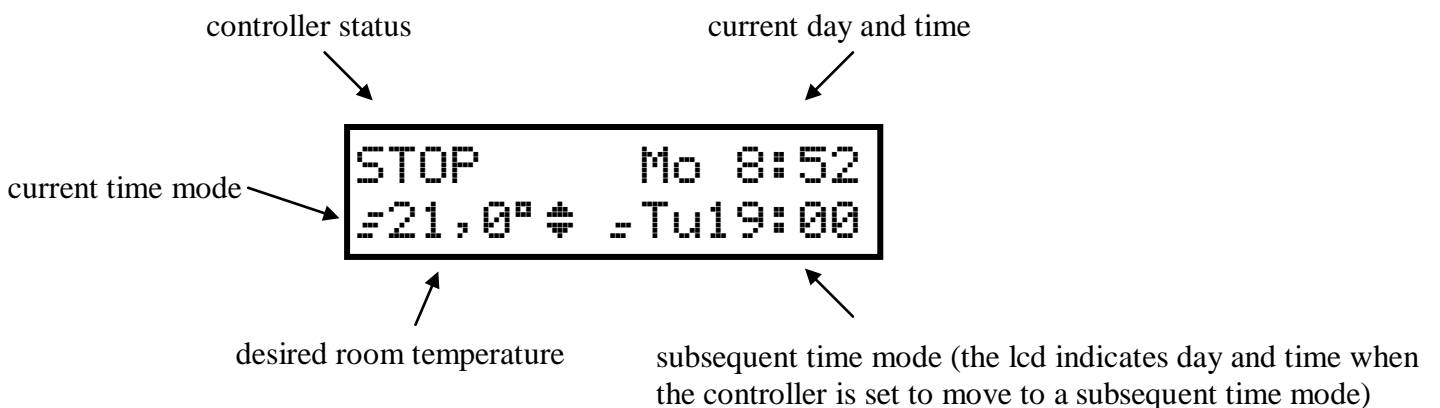 controller status
current day and time
STOP Mo 8:52
current time mode
21,0° Tu19:00
desired room temperature
subsequent time mode (the lcd indicates day and time when
the controller is set to move to a subsequent time mode)